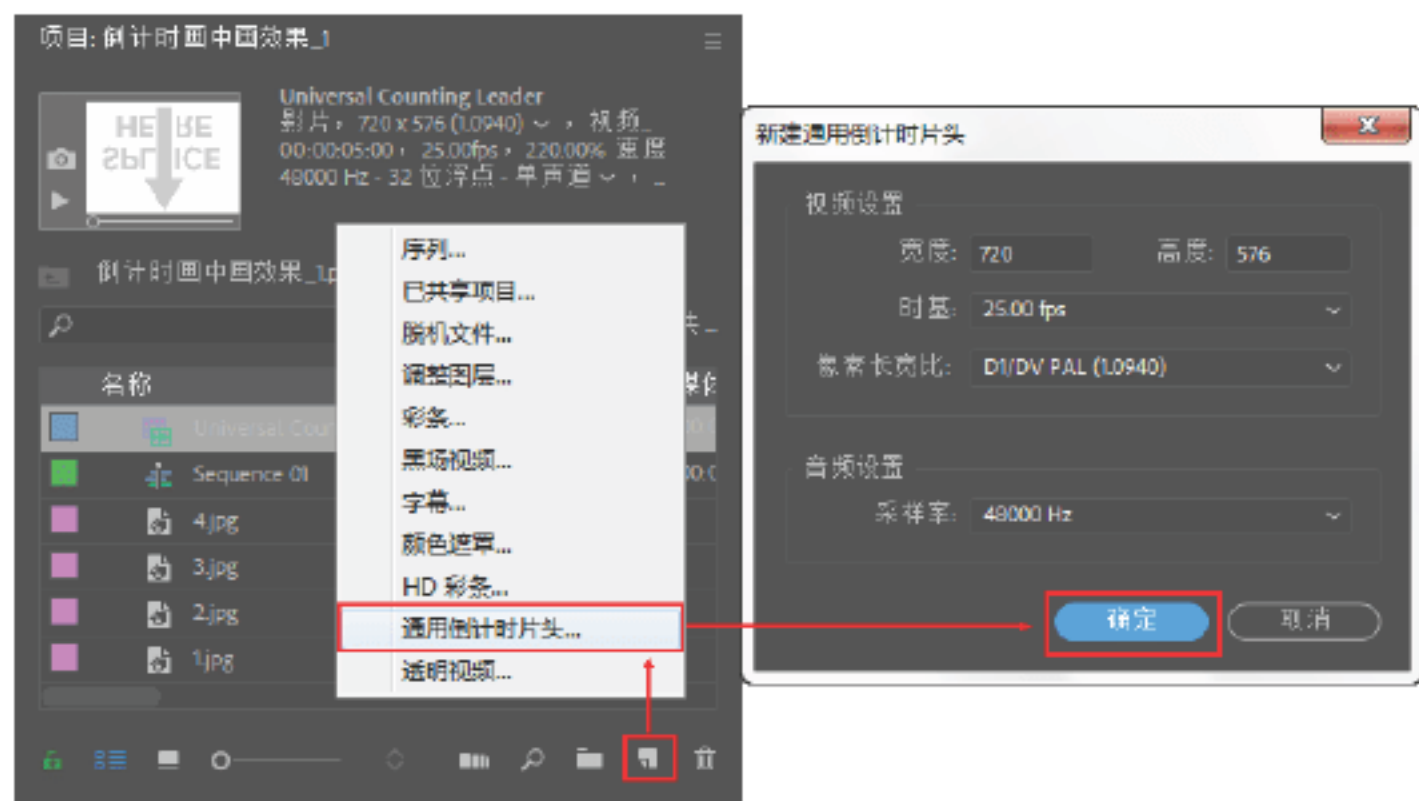 项目: 倒计时画中画效果_1
Universal Counting Leader
影片, 720 x 576 (1.0940) , 视频_
00:00:05:00, 25.00fps, 220.00% 速度
48000 Hz - 32 位浮点 - 单声道 , _
HE RE
SPL ICE
倒计时画中画效果_1.p
名称
Universal Cour
Sequence 01
4.jpg
3.jpg
2.jpg
1.jpg
序列...
已共享项目...
脱机文件...
调整图层...
彩条...
黑场视频...
字幕...
颜色遮罩...
HD 彩条...
通用倒计时片头...
透明视频...
新建通用倒计时片头
视频设置
宽度: 720 高度: 576
时基: 25.00 fps
像素长宽比: D1/DV PAL (1.0940)
音频设置
采样率: 48000 Hz
确定 取消